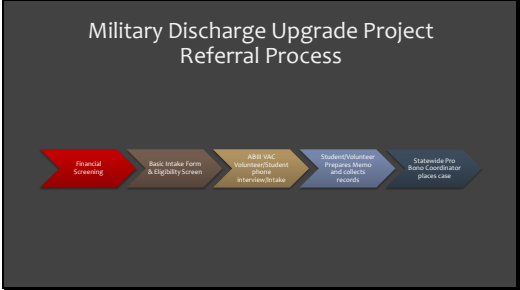 Military Discharge Upgrade Project
Referral Process
Financial
Screening
Basic Intake Form
& Eligibility Screen
ABIII VAC
Volunteer/Student
phone
interview/Intake
Student/Volunteer
Prepares Memo
and collects
records
Statewide Pro
Bono Coordinator
places case